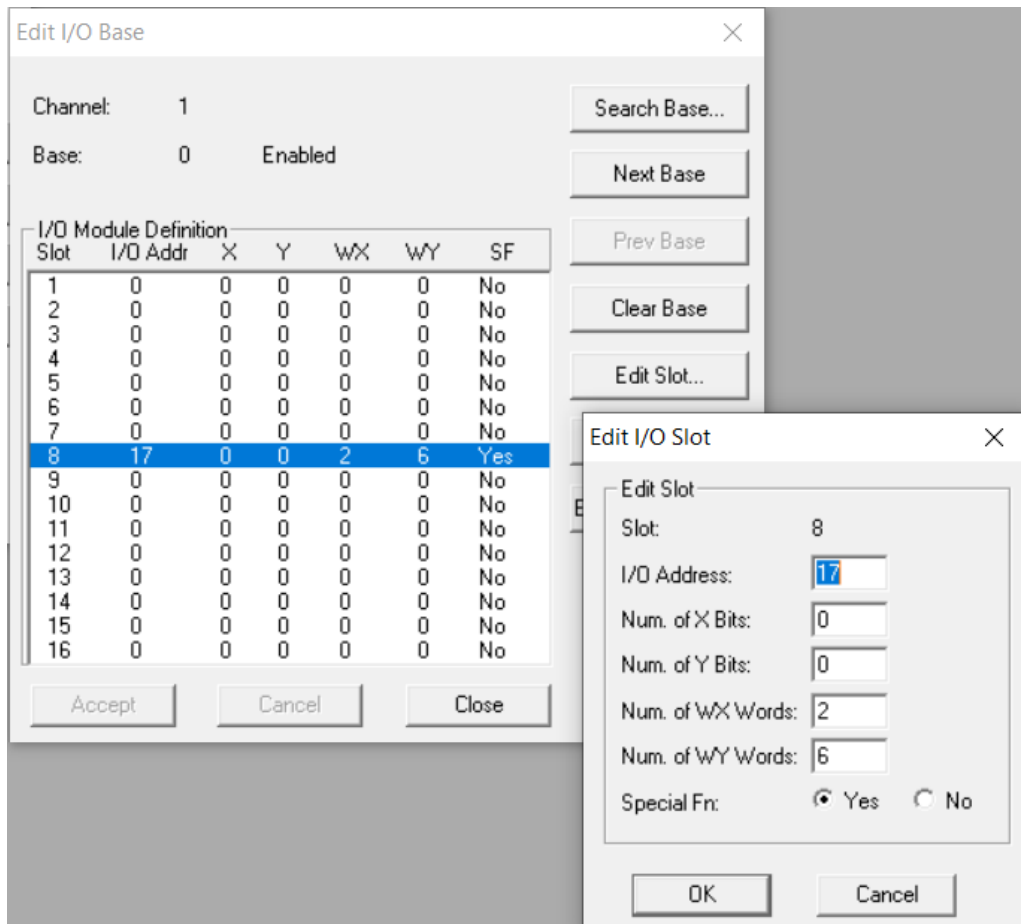 Edit I/O Base
Channel: 1
Search Base...
Base: 0 Enabled
Next Base
I/O Module Definition
Prev Base
Slot I/O Addr X Y WX WY SF
1 0 0 0 0 0 No
2 0 0 0 0 0 No
Clear Base
3 0 0 0 0 0 No
4 0 0 0 0 0 No
5 0 0 0 0 0 No
Edit Slot...
6 0 0 0 0 0 No
7 0 0 0 0 0 No
8 17 0 0 2 6 Yes
9 0 0 0 0 0 No
10 0 0 0 0 0 No
11 0 0 0 0 0 No
12 0 0 0 0 0 No
13 0 0 0 0 0 No
14 0 0 0 0 0 No
15 0 0 0 0 0 No
16 0 0 0 0 0 No
Accept Cancel Close
Edit I/O Slot
Edit Slot
Slot: 8
I/O Address: 17
Num. of X Bits: 0
Num. of Y Bits: 0
Num. of WX Words: 2
Num. of WY Words: 6
Special Fn: Yes No
OK Cancel